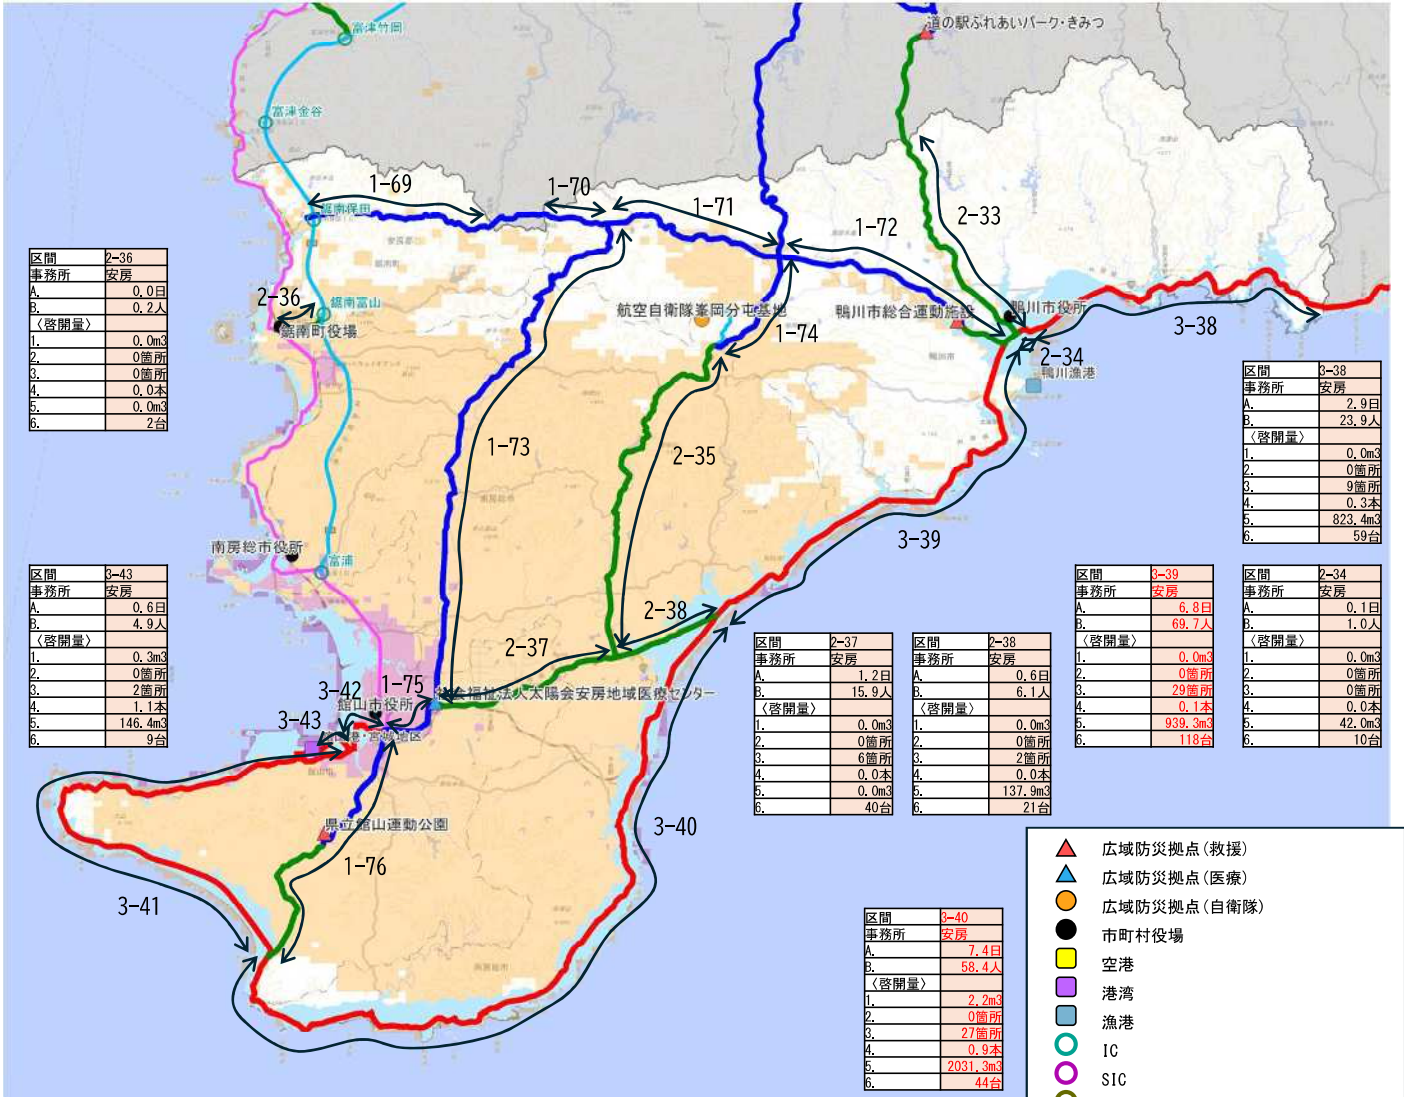 富津竹岡
道の駅ふれあいパーク・きみつ
富津金谷
1-69
1-70
1-71
1-72
2-33
鋸南保田
区間 2-36
事務所 安房
A. 0.0日
B. 0.2人
〈啓開量〉
1. 0.0m3
2. 0箇所
3. 0箇所
4. 0.0本
5. 0.0m3
6. 2台
2-36
鋸南富山
鋸南町役場
航空自衛隊峯岡分屯基地
鴨川市総合運動施設
鴨川市役所
1-74
3-38
2-34
鴨川漁港
区間 3-38
事務所 安房
A. 2.9日
B. 23.9人
〈啓開量〉
1. 0.0m3
2. 0箇所
3. 9箇所
4. 0.3本
5. 823.4m3
6. 59台
1-73
2-35
3-39
南房総市役所
富浦
区間 3-43
事務所 安房
A. 0.6日
B. 4.9人
〈啓開量〉
1. 0.3m3
2. 0箇所
3. 2箇所
4. 1.1本
5. 146.4m3
6. 9台
区間 3-39
事務所 安房
A. 6.8日
B. 69.7人
〈啓開量〉
1. 0.0m3
2. 0箇所
3. 29箇所
4. 0.1本
5. 939.3m3
6. 118台
区間 2-34
事務所 安房
A. 0.1日
B. 1.0人
〈啓開量〉
1. 0.0m3
2. 0箇所
3. 0箇所
4. 0.0本
5. 42.0m3
6. 10台
2-38
2-37
区間 2-37
事務所 安房
A. 1.2日
B. 15.9人
〈啓開量〉
1. 0.0m3
2. 0箇所
3. 6箇所
4. 0.0本
5. 0.0m3
6. 40台
区間 2-38
事務所 安房
A. 0.6日
B. 6.1人
〈啓開量〉
1. 0.0m3
2. 0箇所
3. 2箇所
4. 0.0本
5. 137.9m3
6. 21台
1-75
3-42
社会福祉法人太陽会安房地域医療センター
館山市役所
3-43
館山港・宮城地区
県立館山運動公園
3-40
1-76
3-41
区間 3-40
事務所 安房
A. 7.4日
B. 58.4人
〈啓開量〉
1. 2.2m3
2. 0箇所
3. 27箇所
4. 0.9本
5. 2031.3m3
6. 44台
広域防災拠点(救援)
広域防災拠点(医療)
広域防災拠点(自衛隊)
市町村役場
空港
港湾
漁港
IC
SIC